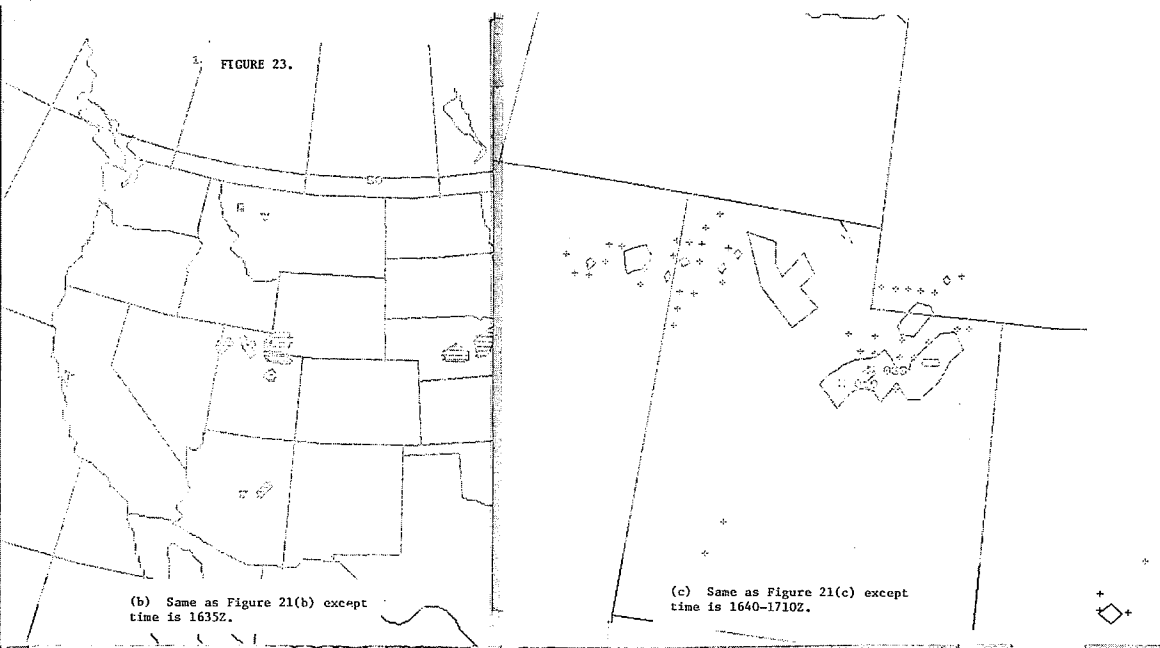 FIGURE 23.
50
(b) Same as Figure 21(b) except
time is 1635Z.
(c) Same as Figure 21(c) except
time is 1640-1710Z.